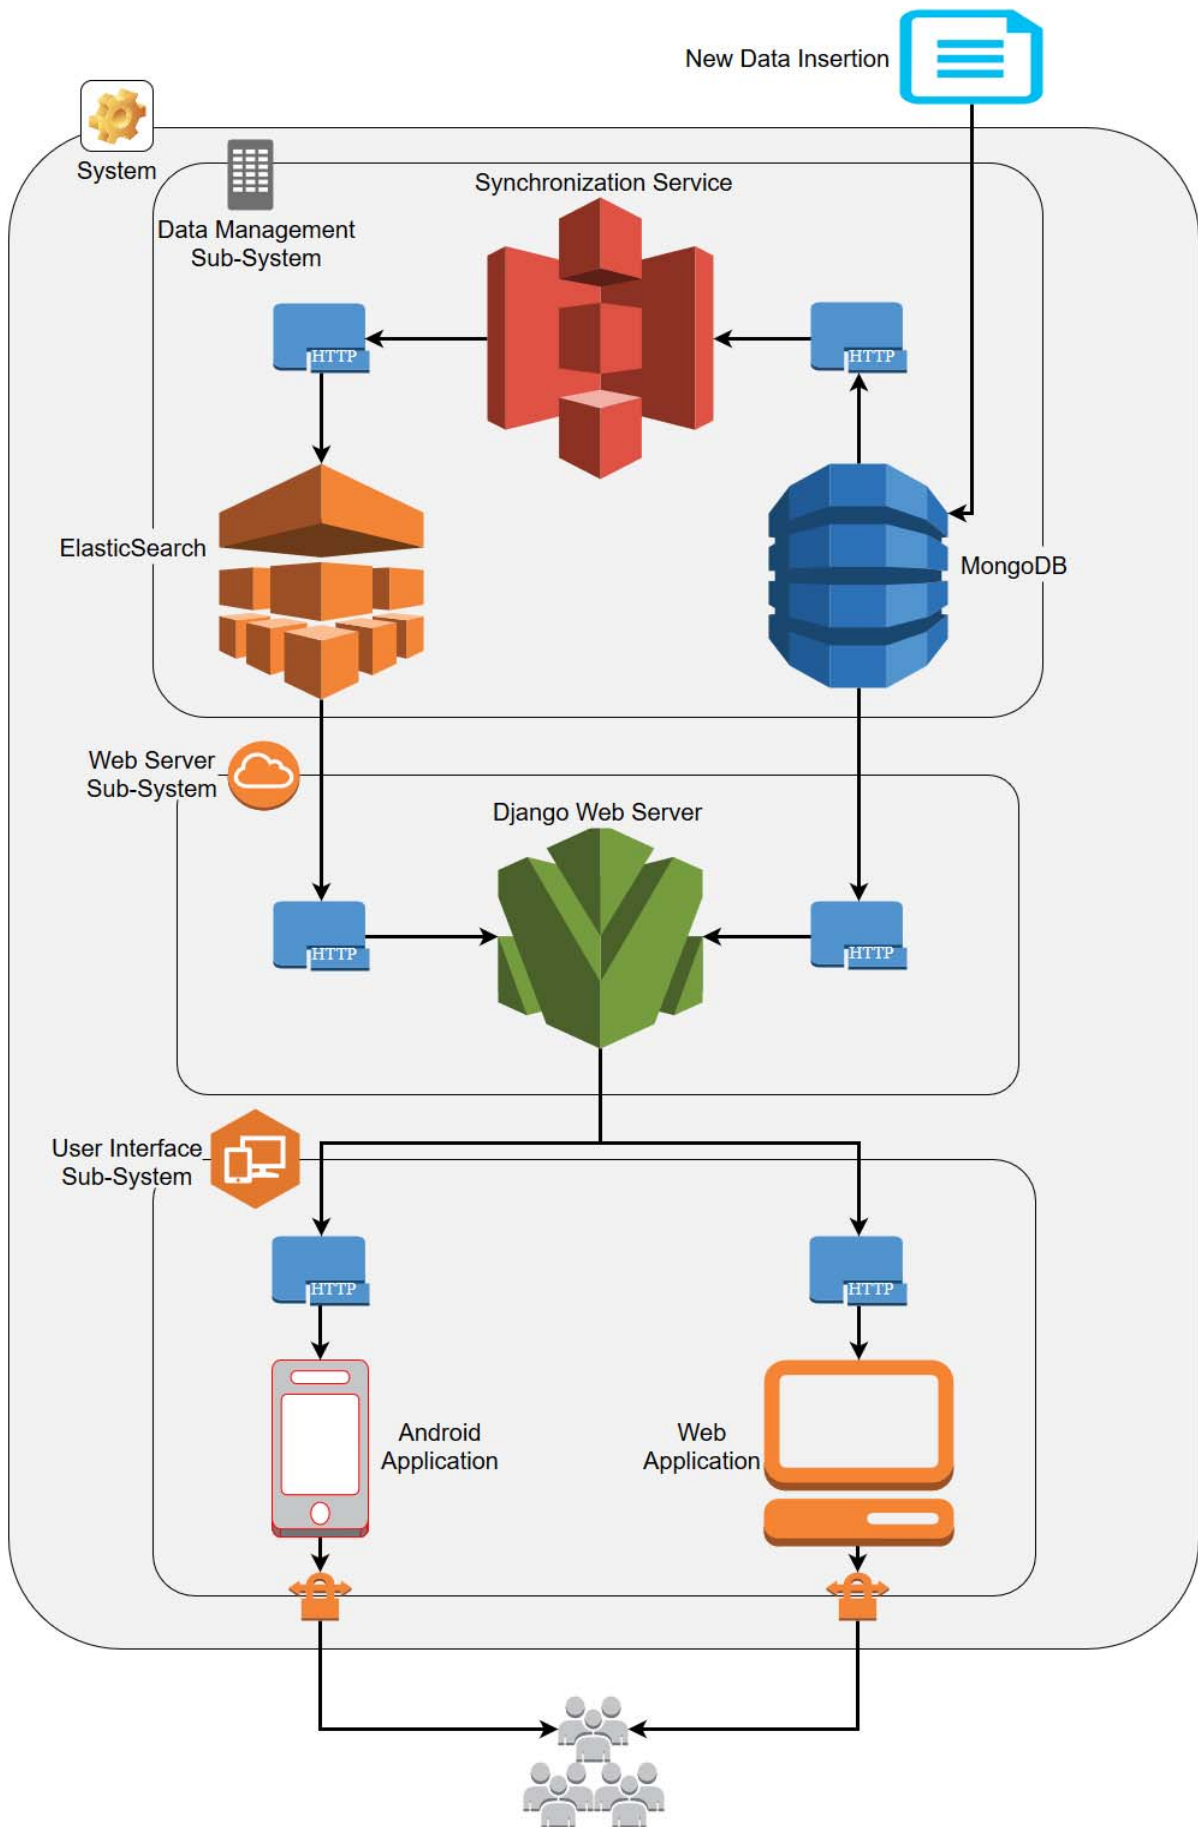 New Data Insertion
System
Synchronization Service
Data Management
Sub-System
HTTP
HTTP
ElasticSearch
MongoDB
Web Server
Sub-System
Django Web Server
HTTP
HTTP
User Interface
Sub-System
HTTP
HTTP
Android
Application
Web
Application